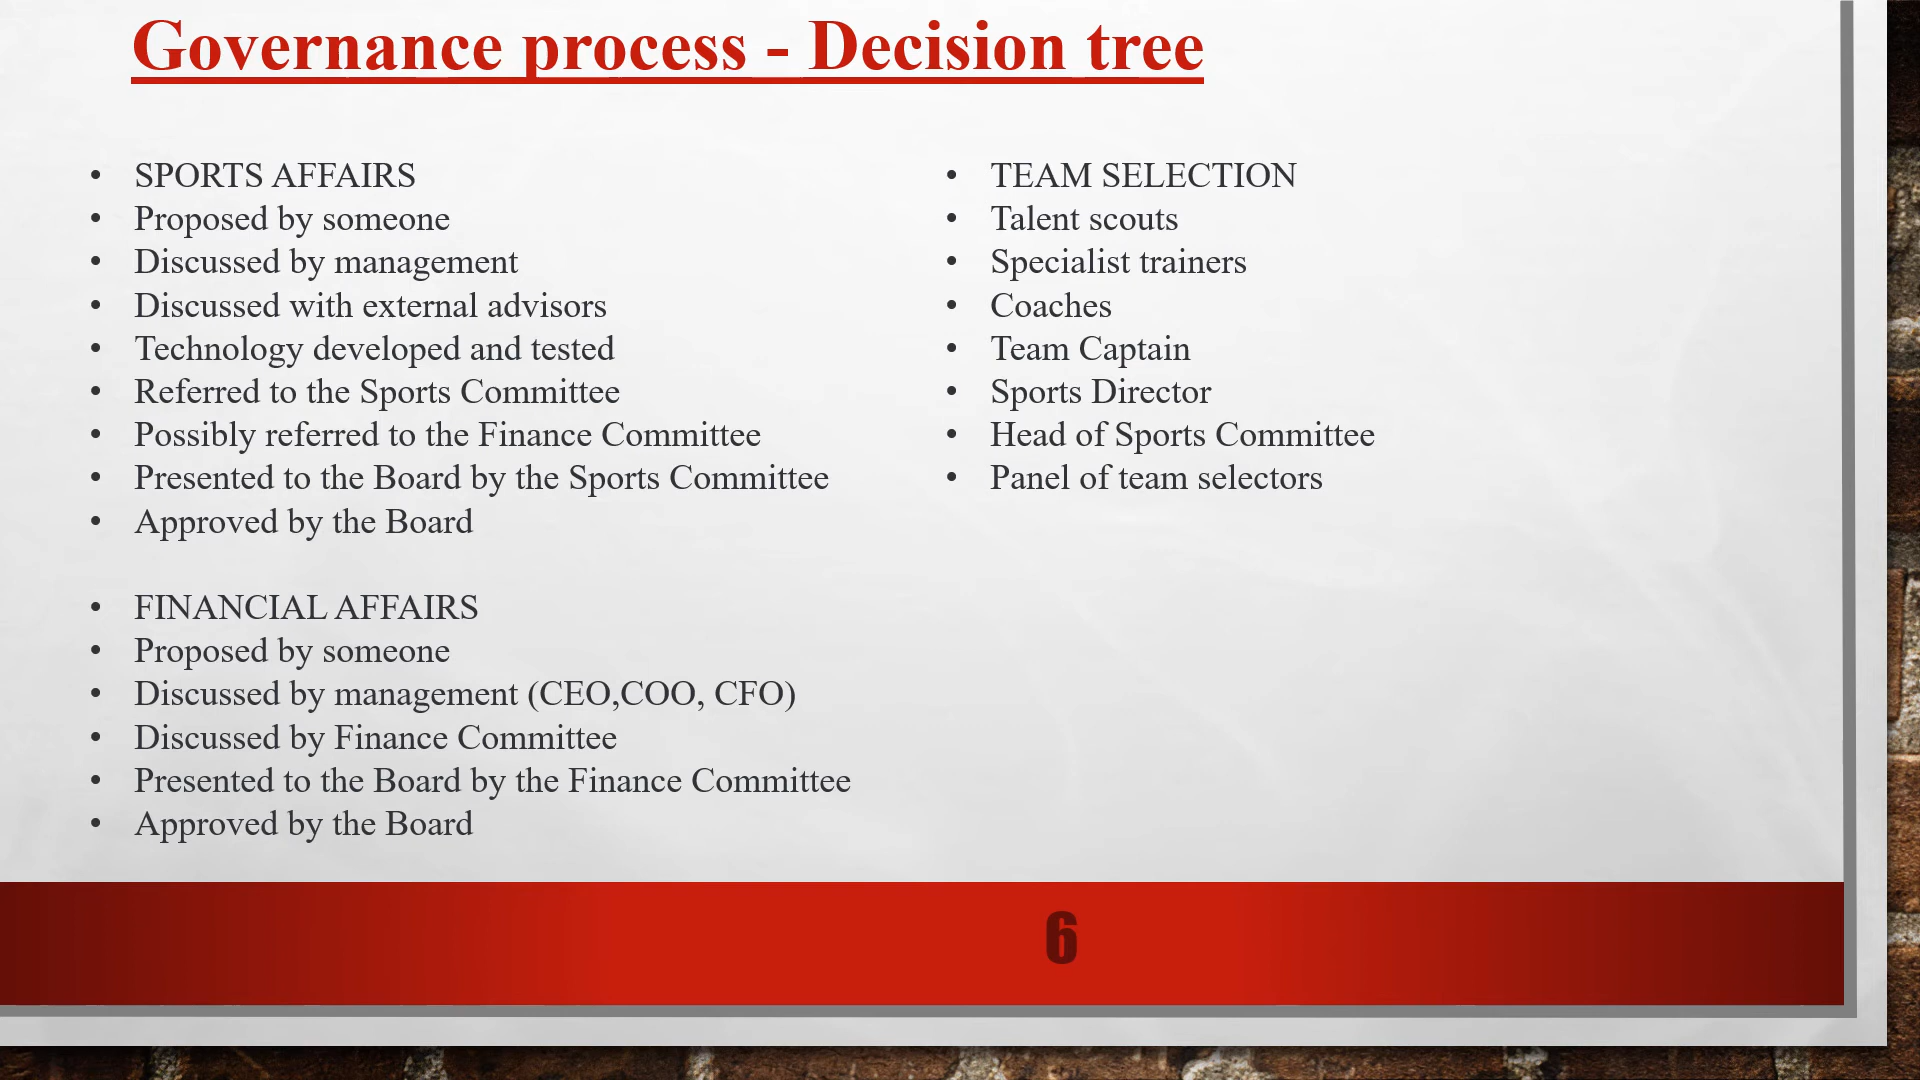 Governance process - Decision tree
• SPORTS AFFAIRS
• Proposed by someone
• Discussed by management
• Discussed with external advisors
• Technology developed and tested
• Referred to the Sports Committee
• Possibly referred to the Finance Committee
• Presented to the Board by the Sports Committee
• Approved by the Board
• FINANCIAL AFFAIRS
• Proposed by someone
• Discussed by management (CEO,COO, CFO)
• Discussed by Finance Committee
• Presented to the Board by the Finance Committee
• Approved by the Board
• TEAM SELECTION
• Talent scouts
• Specialist trainers
• Coaches
• Team Captain
• Sports Director
• Head of Sports Committee
• Panel of team selectors
6